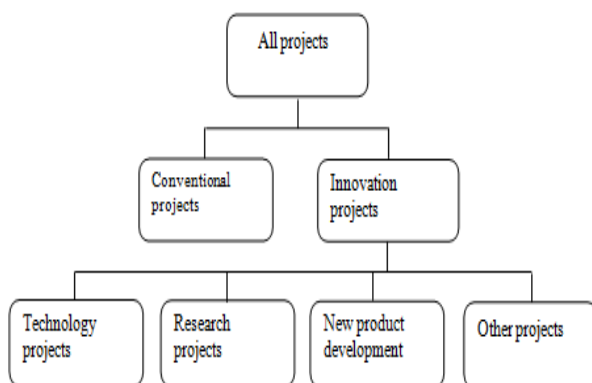 All projects
Conventional
projects
Innovation
projects
Technology
projects
Research
projects
New product
development
Other projects